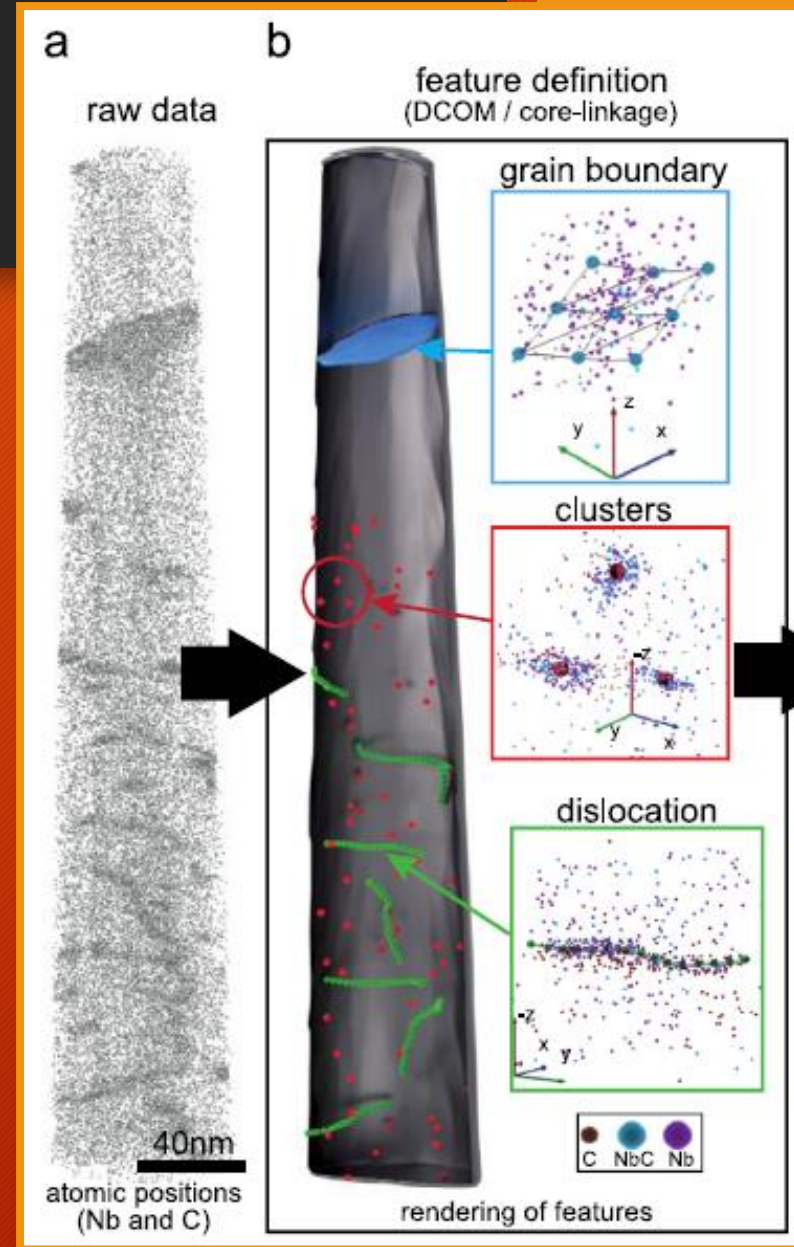 a
raw data
40nm
atomic positions
(Nb and C)
b
feature definition
(DCOM / core-linkage)
grain boundary
z
y
x
clusters
-z
y
x
dislocation
-z
x
y
C NbC Nb
rendering of features